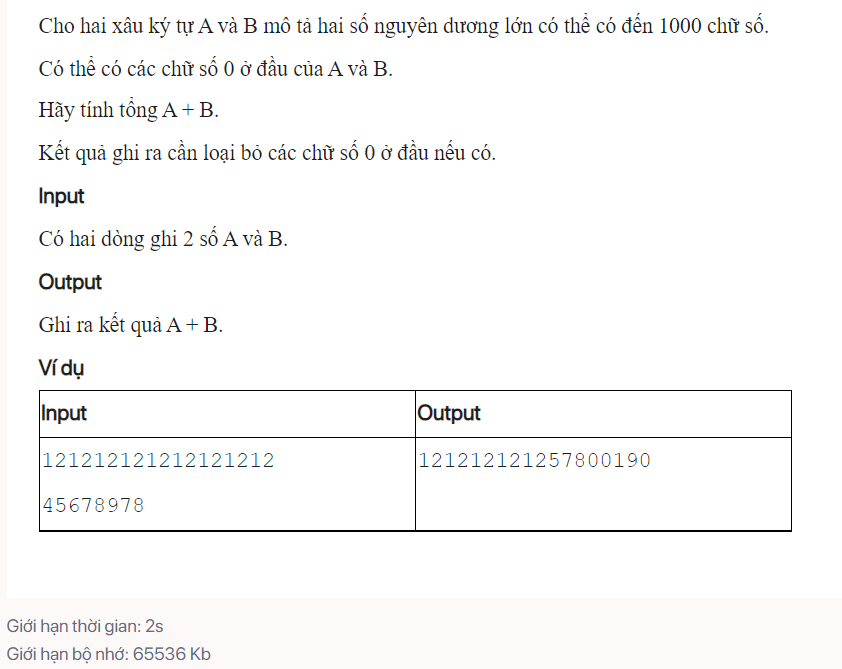 Cho hai xâu ký tự A và B mô tả hai số nguyên dương lớn có thể có đến 1000 chữ số.
Có thể có các chữ số 0 ở đầu của A và B.
Hãy tính tổng A + B.
Kết quả ghi ra cần loại bỏ các chữ số 0 ở đầu nếu có.
Input
Có hai dòng ghi 2 số A và B.
Output
Ghi ra kết quả A + B.
Ví dụ
Input Output
121212121212121212 121212121257800190
45678978
Giới hạn thời gian: 2s
Giới hạn bộ nhớ: 65536 Kb